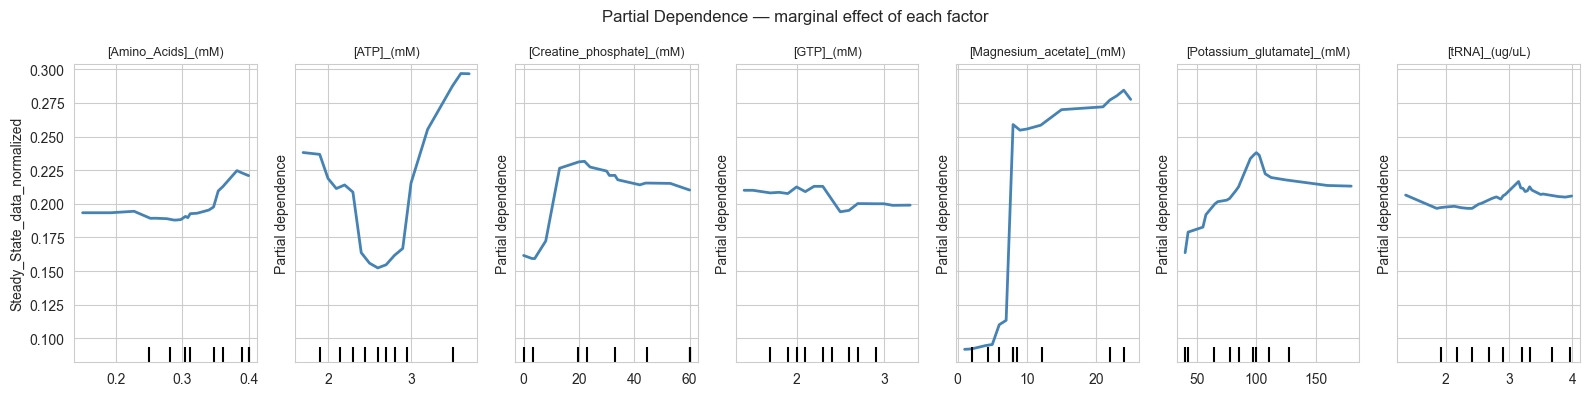 Partial Dependence — marginal effect of each factor
[Amino_Acids]_(mM)
[ATP]_(mM)
[Creatine_phosphate]_(mM)
[GTP]_(mM)
[Magnesium_acetate]_(mM)
[Potassium_glutamate]_(mM)
[tRNA]_(ug/uL)
Steady_State_data_normalized
0.300
0.275
0.250
0.225
0.200
0.175
0.150
0.125
0.100
Partial dependence
Partial dependence
Partial dependence
Partial dependence
Partial dependence
Partial dependence
0.2 0.3 0.4
2 3
0 20 40 60
2 3
0 10 20
50 100 150
2 3 4